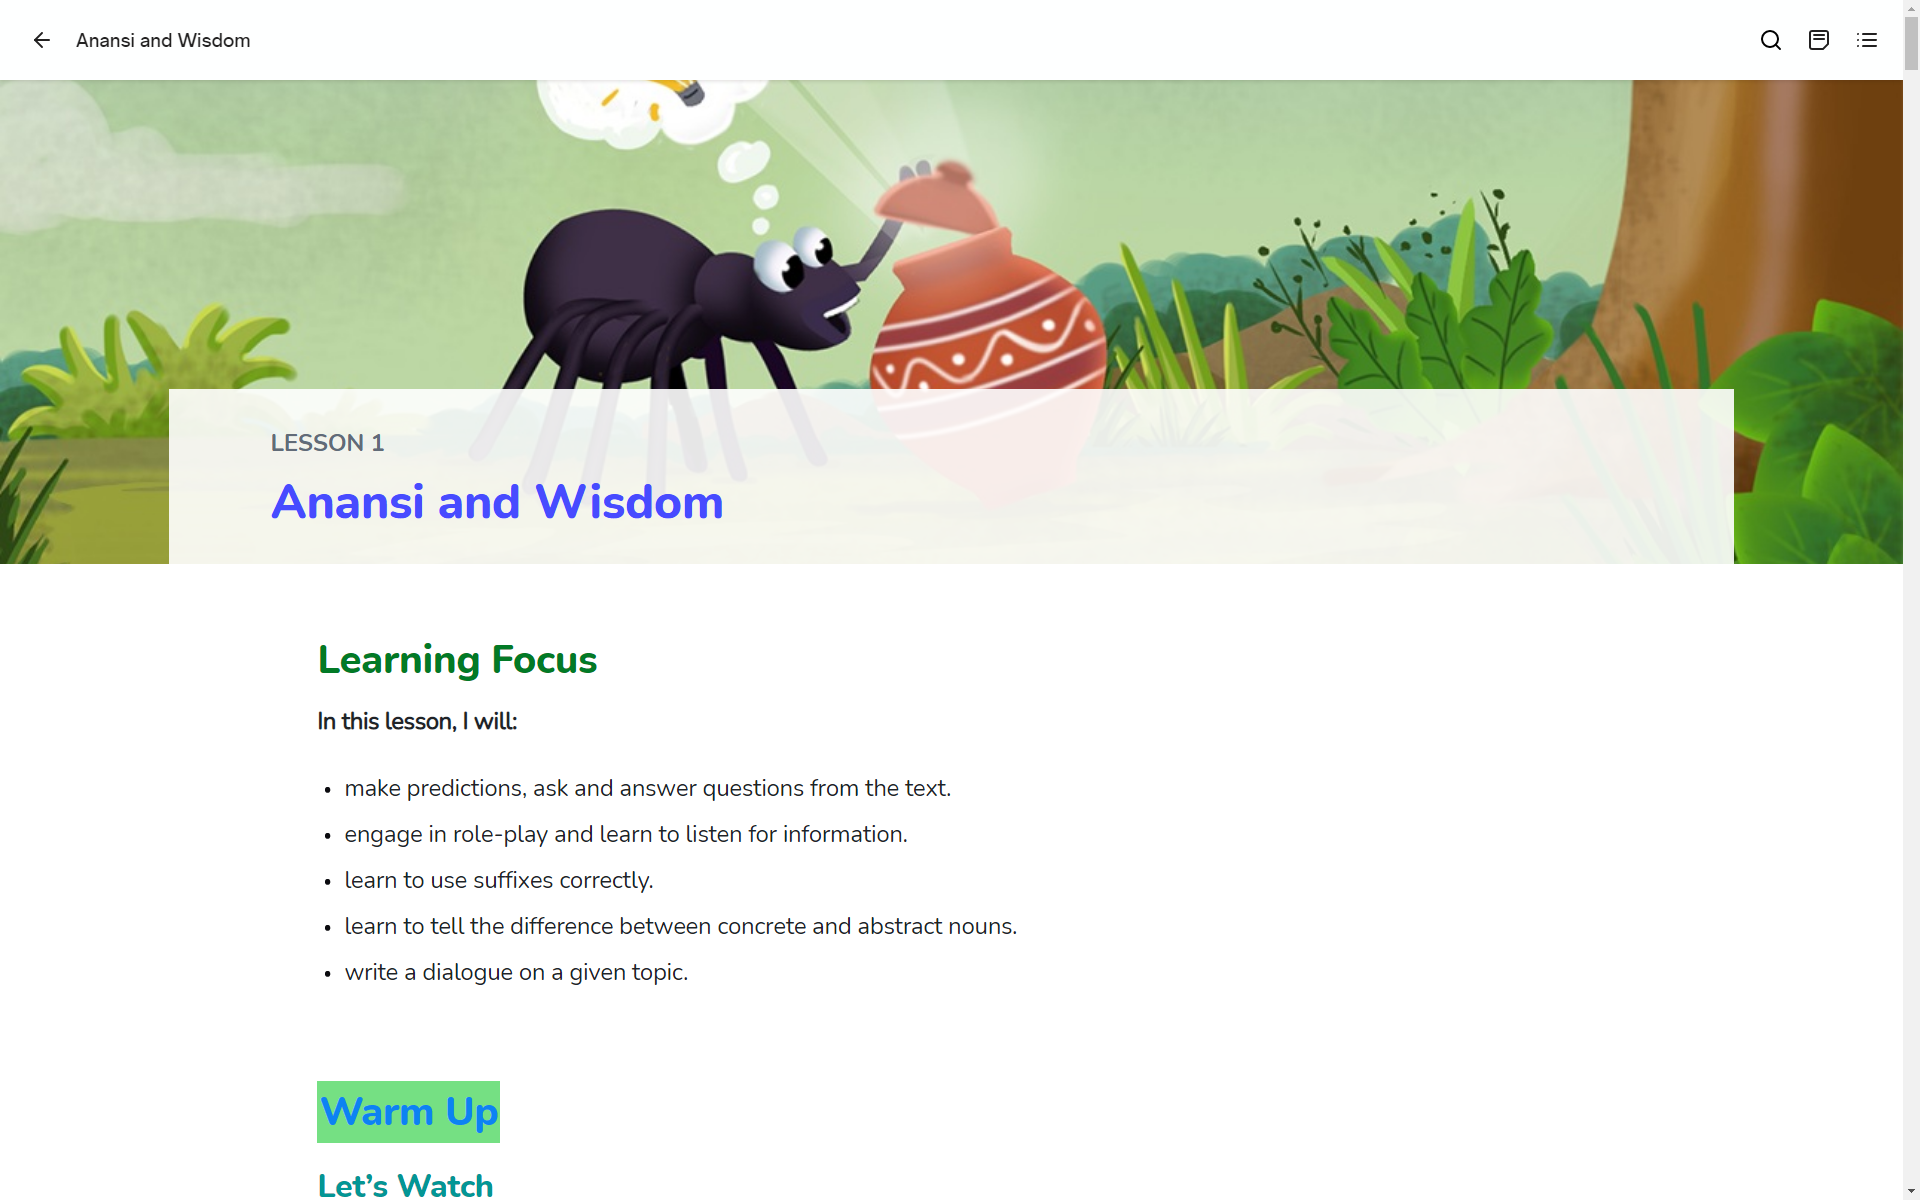 Anansi and Wisdom
LESSON 1
Anansi and Wisdom
Learning Focus
In this lesson, I will:
• make predictions, ask and answer questions from the text.
• engage in role-play and learn to listen for information.
• learn to use suffixes correctly.
• learn to tell the difference between concrete and abstract nouns.
• write a dialogue on a given topic.
Warm Up
Let’s Watch